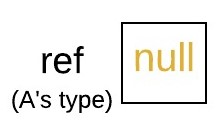 ref null
(A's type)